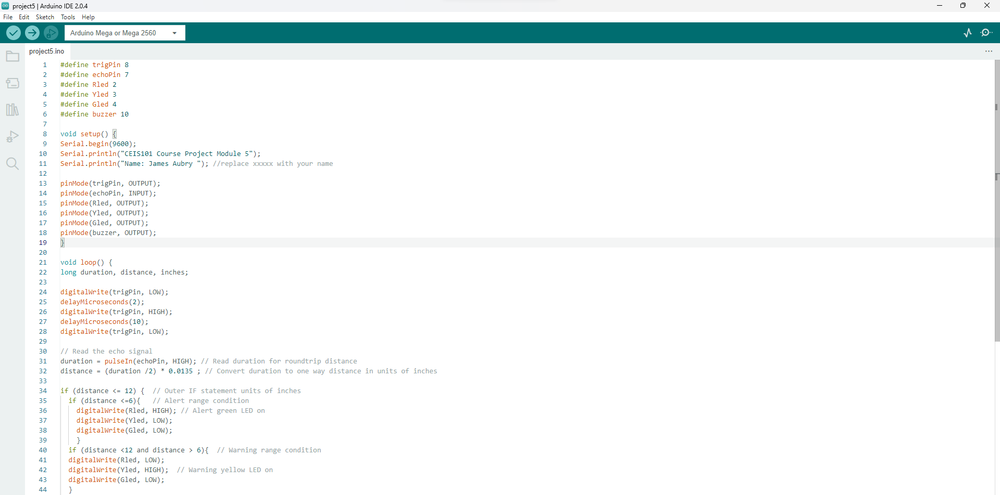 project5 | Arduino IDE 2.0.4
File Edit Sketch Tools Help
Arduino Mega or Mega 2560
project5.ino
1 #define trigPin 8
2 #define echoPin 7
3 #define Rled 2
4 #define Yled 3
5 #define Gled 4
6 #define buzzer 10
7
8 void setup() {
9 Serial.begin(9600);
10 Serial.println("CEIS101 Course Project Module 5");
11 Serial.println("Name: James Aubry "); //replace xxxxx with your name
12
13 pinMode(trigPin, OUTPUT);
14 pinMode(echoPin, INPUT);
15 pinMode(Rled, OUTPUT);
16 pinMode(Yled, OUTPUT);
17 pinMode(Gled, OUTPUT);
18 pinMode(buzzer, OUTPUT);
19 }
20
21 void loop() {
22 long duration, distance, inches;
23
24 digitalWrite(trigPin, LOW);
25 delayMicroseconds(2);
26 digitalWrite(trigPin, HIGH);
27 delayMicroseconds(10);
28 digitalWrite(trigPin, LOW);
29
30 // Read the echo signal
31 duration = pulseIn(echoPin, HIGH); // Read duration for roundtrip distance
32 distance = (duration /2) * 0.0135 ; // Convert duration to one way distance in units of inches
33
34 if (distance <= 12) {  // Outer IF statement units of inches
35   if (distance <=6){   // Alert range condition
36     digitalWrite(Rled, HIGH); // Alert green LED on
37     digitalWrite(Yled, LOW);
38     digitalWrite(Gled, LOW);
39     }
40   if (distance <12 and distance > 6){  // Warning range condition
41   digitalWrite(Rled, LOW);
42   digitalWrite(Yled, HIGH);  // Warning yellow LED on
43   digitalWrite(Gled, LOW);
44   }